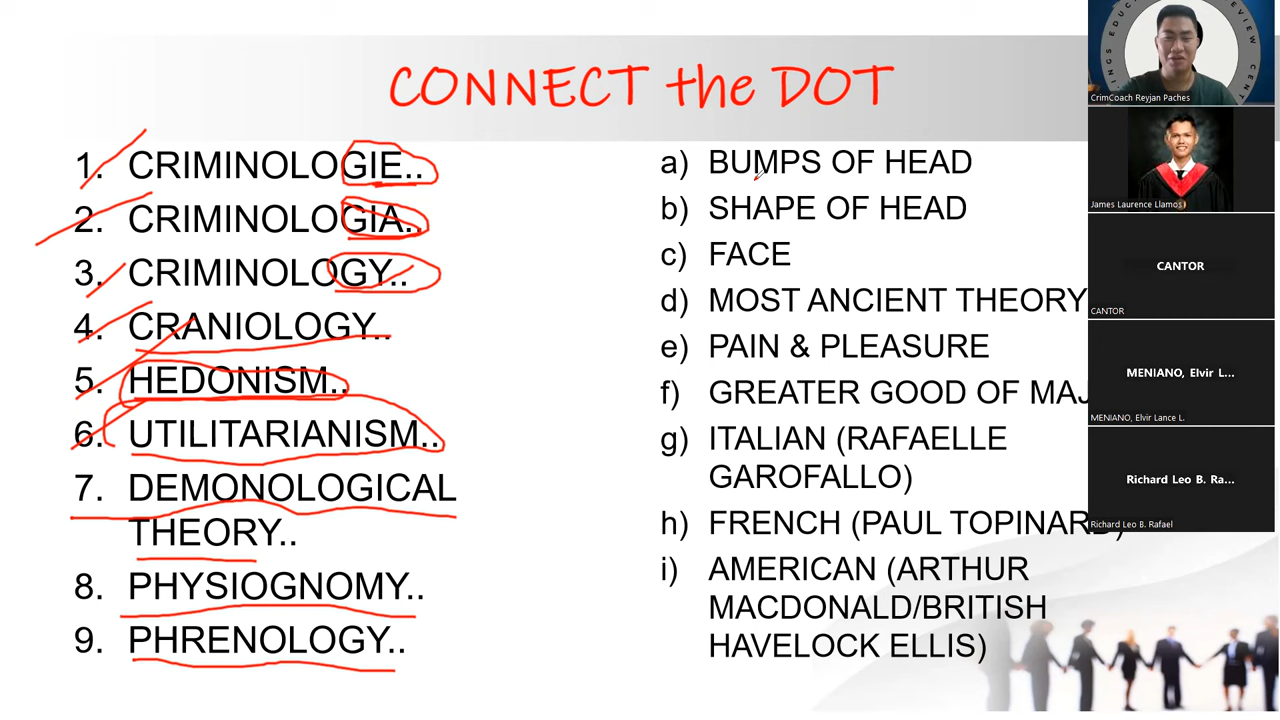 CONNECT the DOT
1. CRIMINOLOGIE..
2. CRIMINOLOGIA..
3. CRIMINOLOGY..
4. CRANIOLOGY..
5. HEDONISM..
6. UTILITARIANISM..
7. DEMONOLOGICAL
THEORY..
8. PHYSIOGNOMY..
9. PHRENOLOGY..
a) BUMPS OF HEAD
b) SHAPE OF HEAD
c) FACE
d) MOST ANCIENT THEORY
e) PAIN & PLEASURE
f) GREATER GOOD OF MAJ
g) ITALIAN (RAFAELLE
GAROFALLO)
h) FRENCH (PAUL TOPINARD)
i) AMERICAN (ARTHUR
MACDONALD/BRITISH
HAVELOCK ELLIS)
CrimCoach Reyjan Paches
James Laurence Llamos
CANTOR
CANTOR
MENIANO, Elvir L...
MENIANO, Elvir Lance L.
Richard Leo B. Ra...
Richard Leo B. Rafael